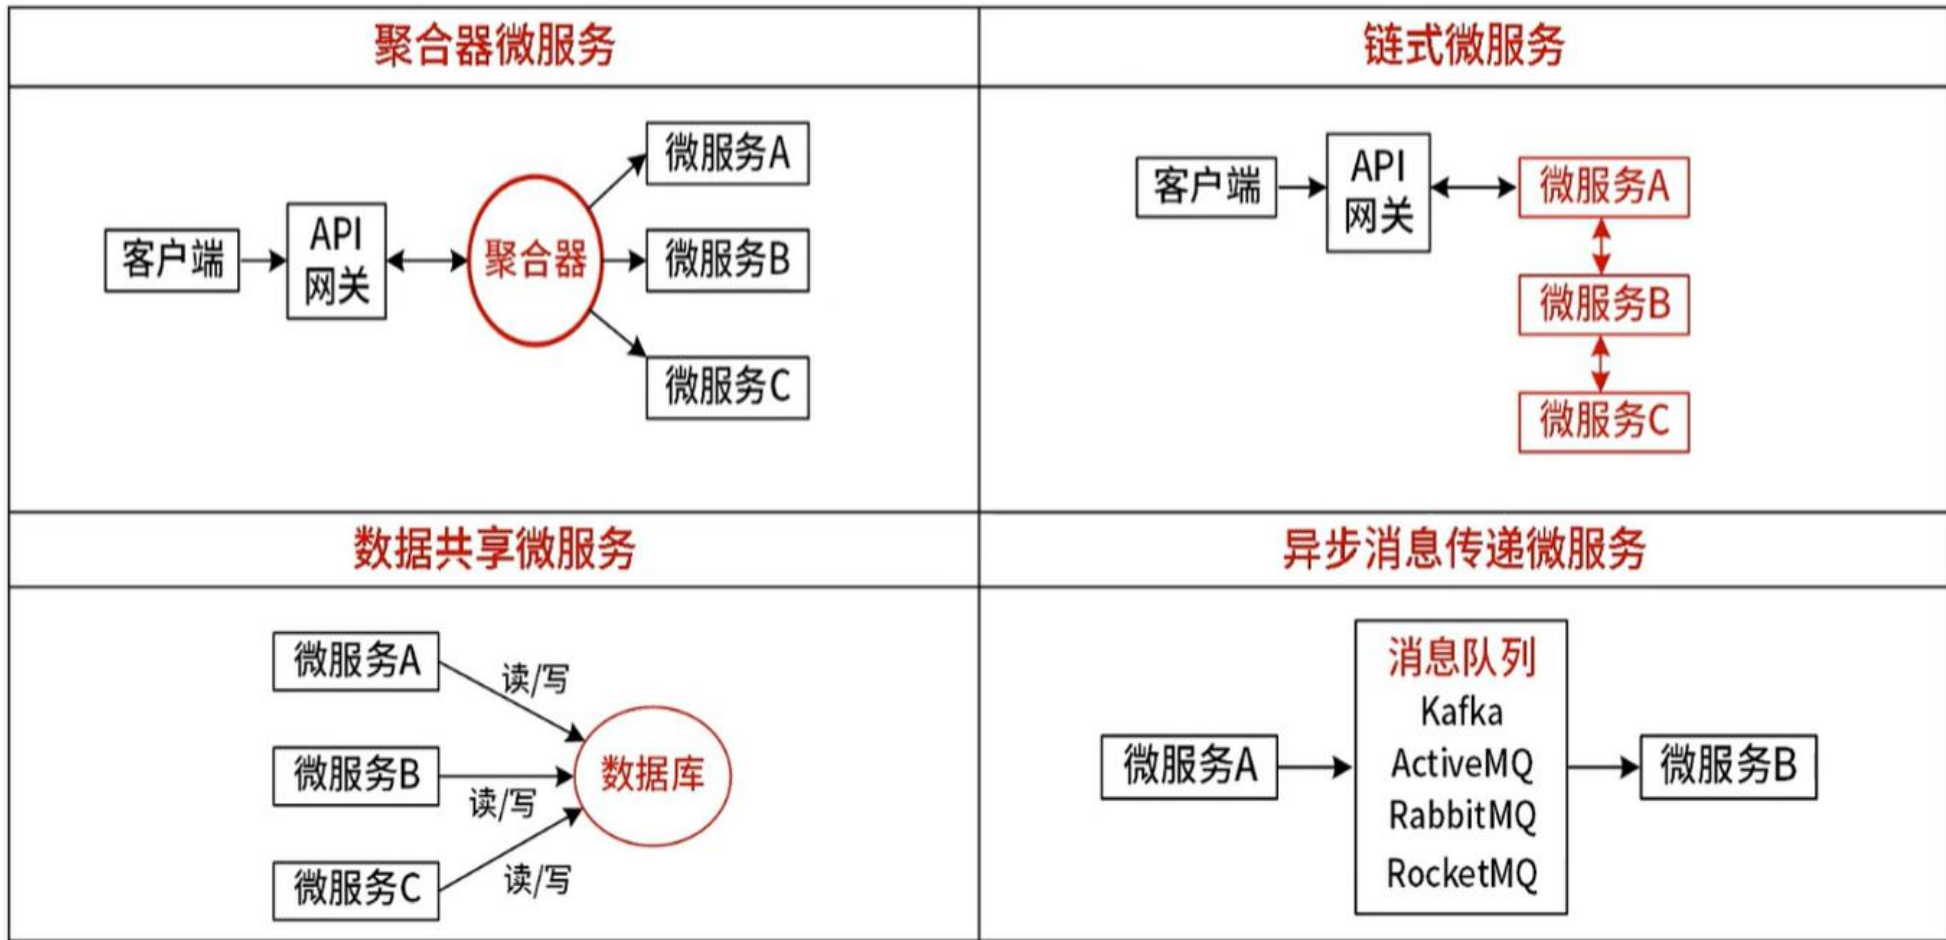 聚合器微服务
链式微服务
客户端
API
网关
聚合器
微服务A
微服务B
微服务C
客户端
API
网关
微服务A
微服务B
微服务C
数据共享微服务
异步消息传递微服务
微服务A
读/写
微服务B
读/写
微服务C
读/写
数据库
微服务A
消息队列
Kafka
ActiveMQ
RabbitMQ
RocketMQ
微服务B